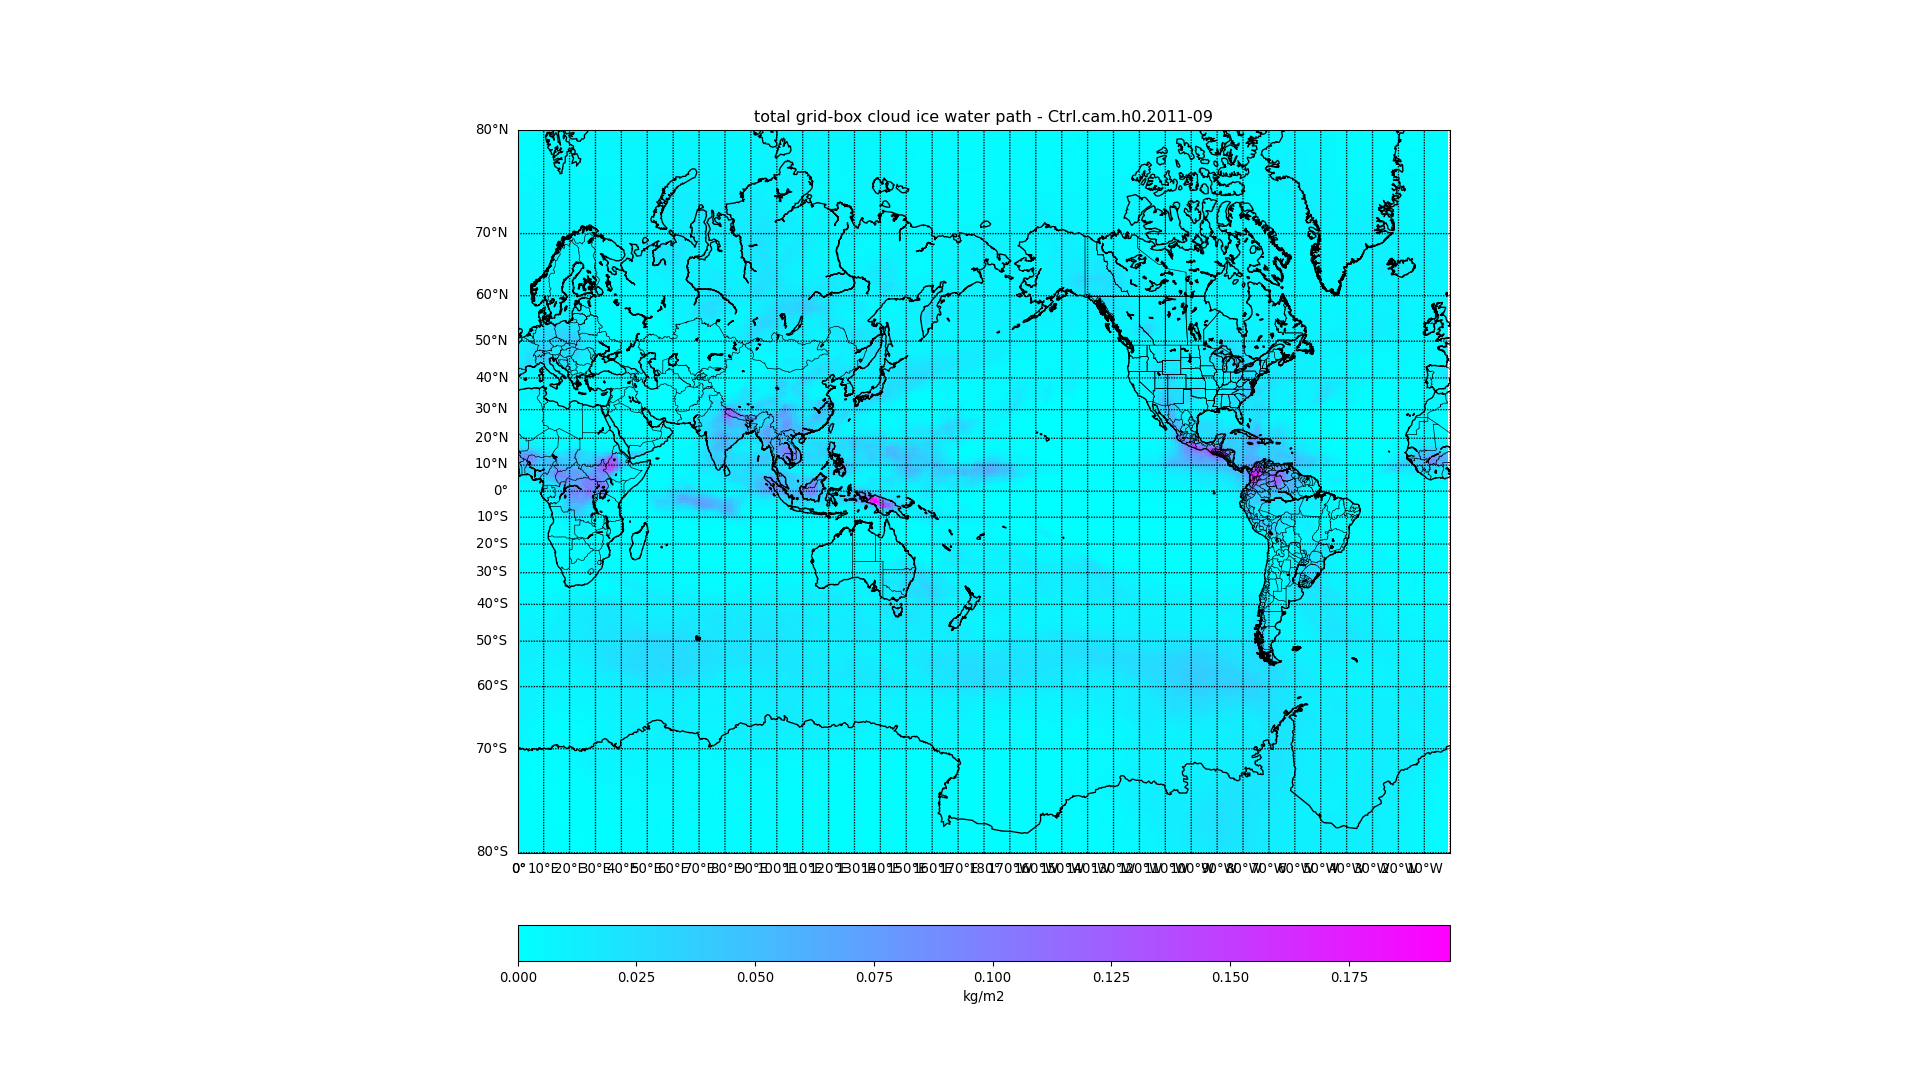 total grid-box cloud ice water path - Ctrl.cam.h0.2011-09
80°N
70°N
60°N
50°N
40°N
30°N
20°N
10°N
0°
10°S
20°S
30°S
40°S
50°S
60°S
70°S
80°S
0° 10°E 20°E 30°E 40°E 50°E 60°E 70°E 80°E 90°E 100°E 110°E 120°E 130°E 140°E 150°E 160°E 170°E 180° 170°W 160°W 150°W 140°W 130°W 120°W 110°W 100°W 90°W 80°W 70°W 60°W 50°W 40°W 30°W 20°W 10°W
0.000 0.025 0.050 0.075 0.100 0.125 0.150 0.175
kg/m2